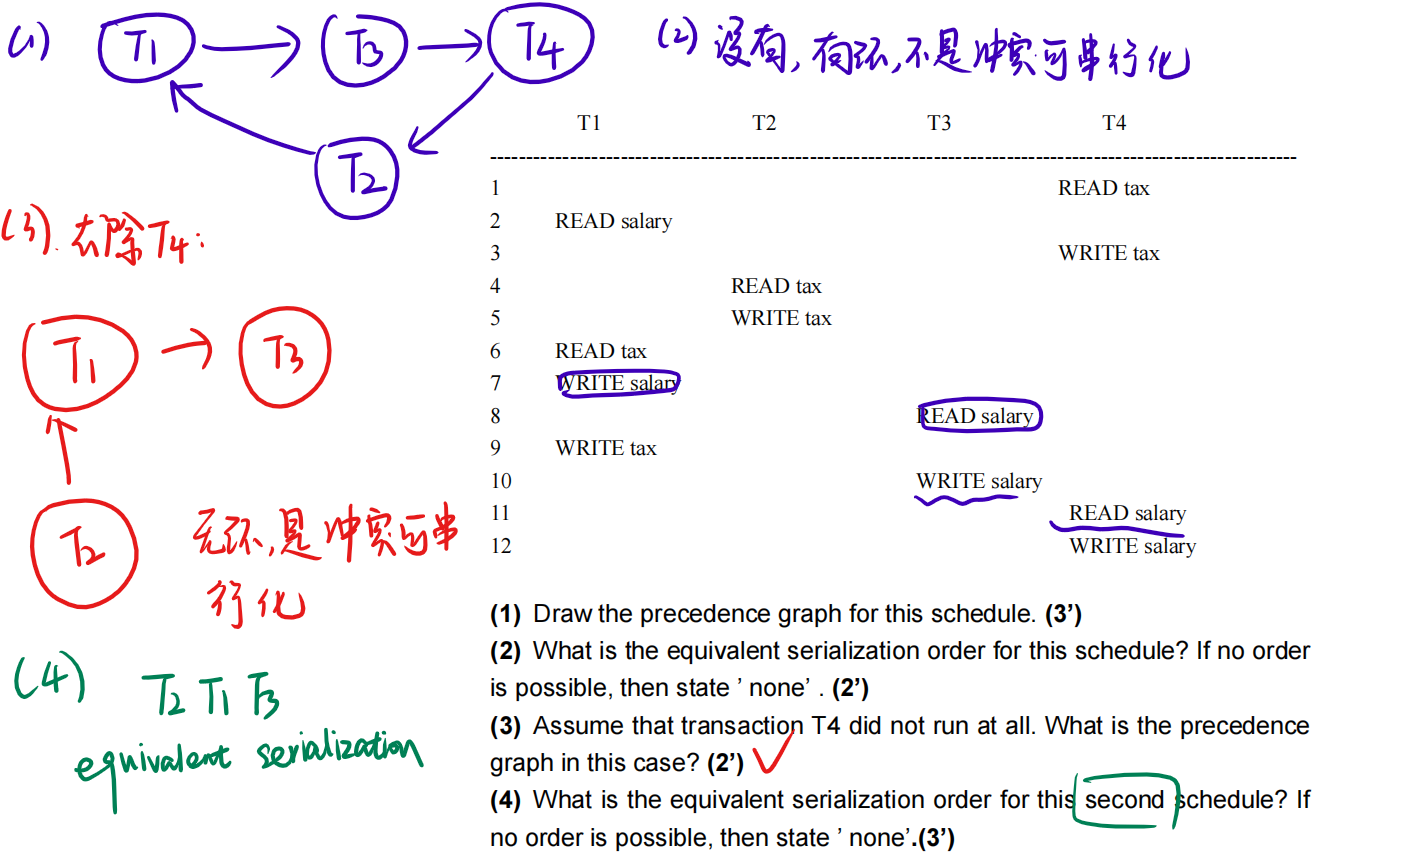 (1) T1 T3 T4
T2
(2) 没有,有环,不是冲突可串行化
T1 T2 T3 T4
1 READ tax
2 READ salary
3 WRITE tax
4 READ tax
5 WRITE tax
6 READ tax
7 WRITE salary
8 READ salary
9 WRITE tax
10 WRITE salary
11 READ salary
12 WRITE salary
(3).去除T4:
T1 T3
T2
无环,是冲突可串
行化
(4) T2 T1 T3
equivalent serialization
(1) Draw the precedence graph for this schedule. (3’)
(2) What is the equivalent serialization order for this schedule? If no order
is possible, then state ’ none’ . (2’)
(3) Assume that transaction T4 did not run at all. What is the precedence
graph in this case? (2’)
(4) What is the equivalent serialization order for this second schedule? If
no order is possible, then state ’ none’.(3’)